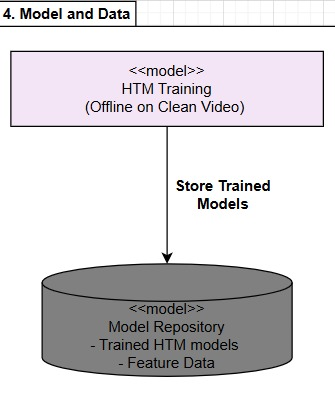 4. Model and Data
<<model>>
HTM Training
(Offline on Clean Video)
Store Trained
Models
<<model>>
Model Repository
- Trained HTM models
- Feature Data